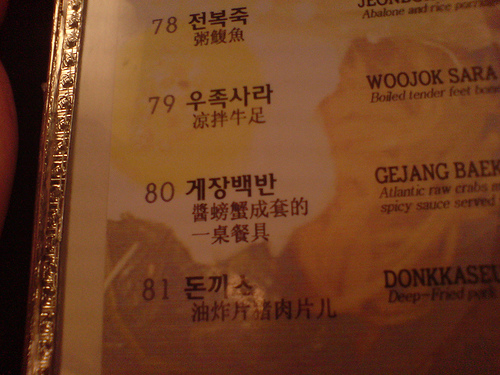 78 전복죽
粥鰒魚
Abalone and rice
79 우족사라 WOOJOK SARA
凉拌牛足 Boiled tender feet
80 게장백반 GEJANG BAEK
醬螃蟹成套的 Atlantic raw crabs
一桌餐具 spicy sauce served
81 돈까스 DONKKASEU
油炸片猪肉片儿 Deep-Fried pork